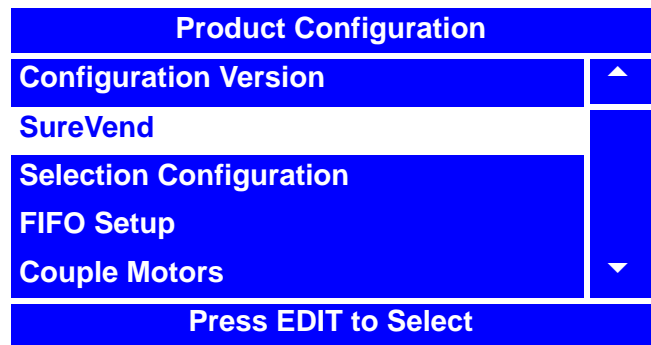 Product Configuration
Configuration Version
SureVend
Selection Configuration
FIFO Setup
Couple Motors
Press EDIT to Select